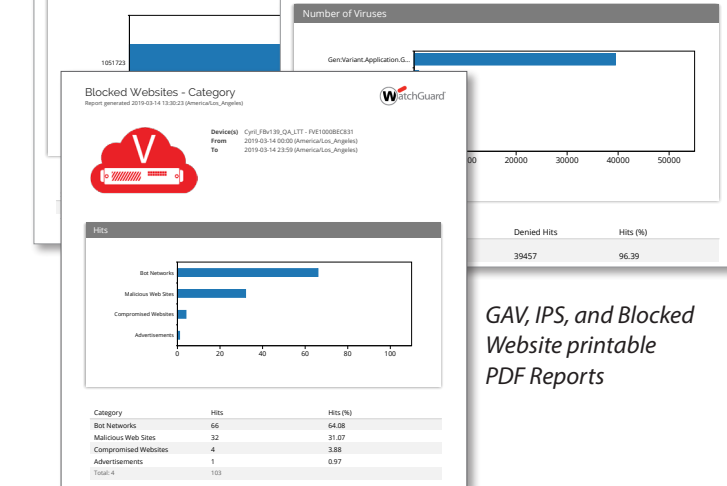 Number of Viruses
1051723
Gen:Variant.Application.G...
20000 30000 40000 50000
Denied Hits Hits (%)
39457 96.39
Blocked Websites - Category
Report generated 2019-03-14 13:30:23 (America/Los_Angeles)
WatchGuard
Device(s) Cyril_FBv139_QA_LTT - FVE1000BEC831
From 2019-03-14 00:00 (America/Los_Angeles)
To 2019-03-14 23:59 (America/Los_Angeles)
V
Hits
Bot Networks
Malicious Web Sites
Compromised Websites
Advertisements
0 20 40 60 80 100
Category Hits Hits (%)
Bot Networks 66 64.08
Malicious Web Sites 32 31.07
Compromised Websites 4 3.88
Advertisements 1 0.97
Total: 4 103
GAV, IPS, and Blocked
Website printable
PDF Reports